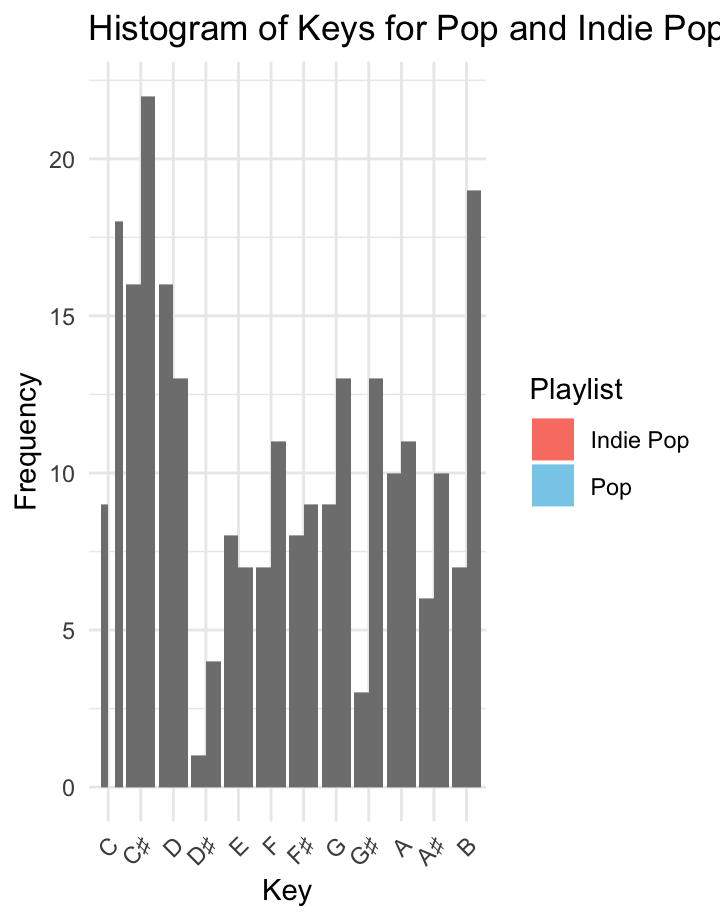 Histogram of Keys for Pop and Indie Pop
Frequency
20
15
10
5
0
C C# D D# E F F# G G# A A# B
Key
Playlist
Indie Pop
Pop